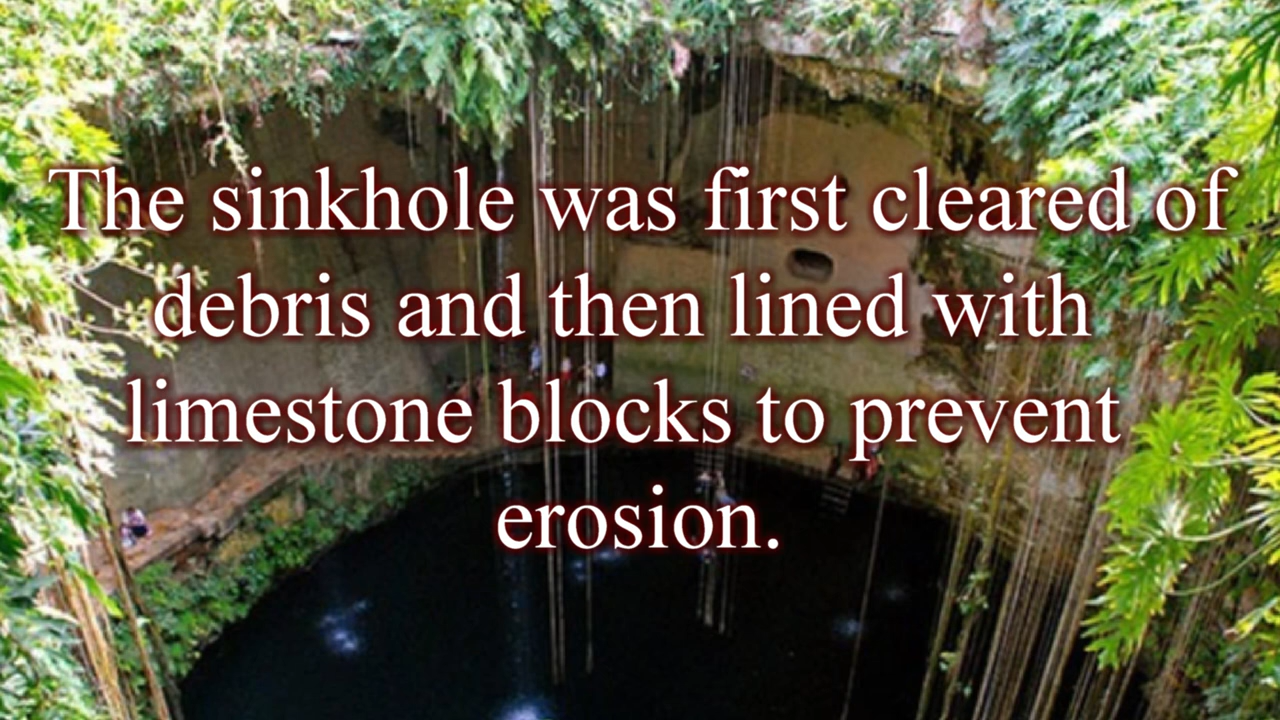 The sinkhole was first cleared of
debris and then lined with
limestone blocks to prevent
erosion.